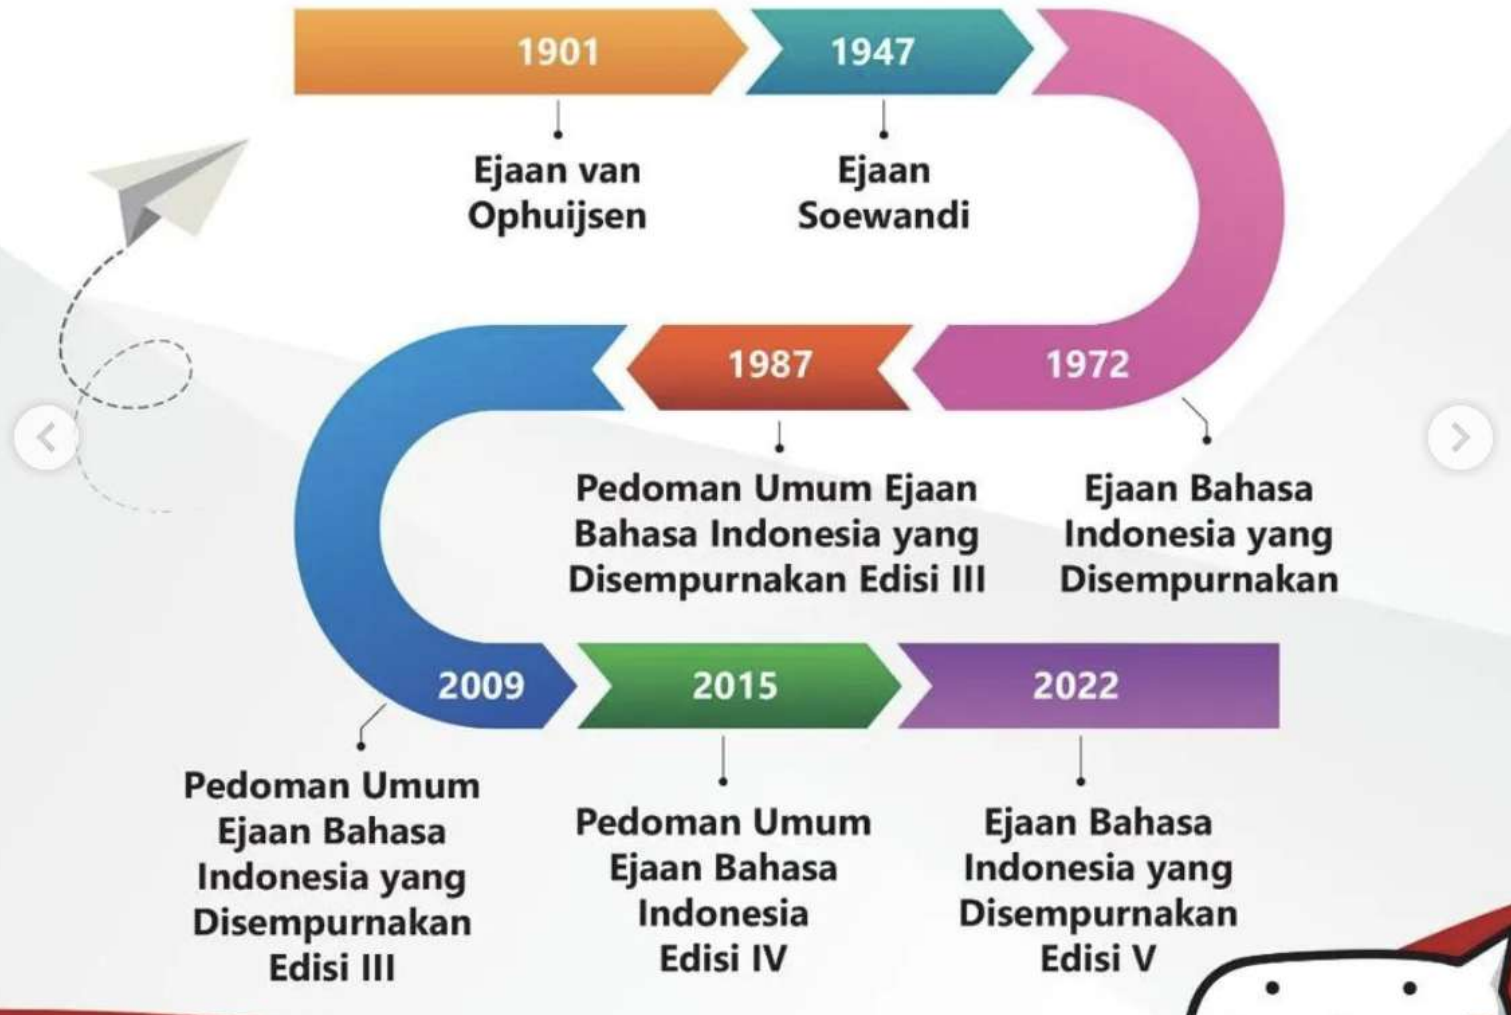 1901
Ejaan van
Ophuijsen
1947
Ejaan
Soewandi
1972
Ejaan Bahasa
Indonesia yang
Disempurnakan
1987
Pedoman Umum Ejaan
Bahasa Indonesia yang
Disempurnakan Edisi III
2009
Pedoman Umum
Ejaan Bahasa
Indonesia yang
Disempurnakan
Edisi III
2015
Pedoman Umum
Ejaan Bahasa
Indonesia
Edisi IV
2022
Ejaan Bahasa
Indonesia yang
Disempurnakan
Edisi V